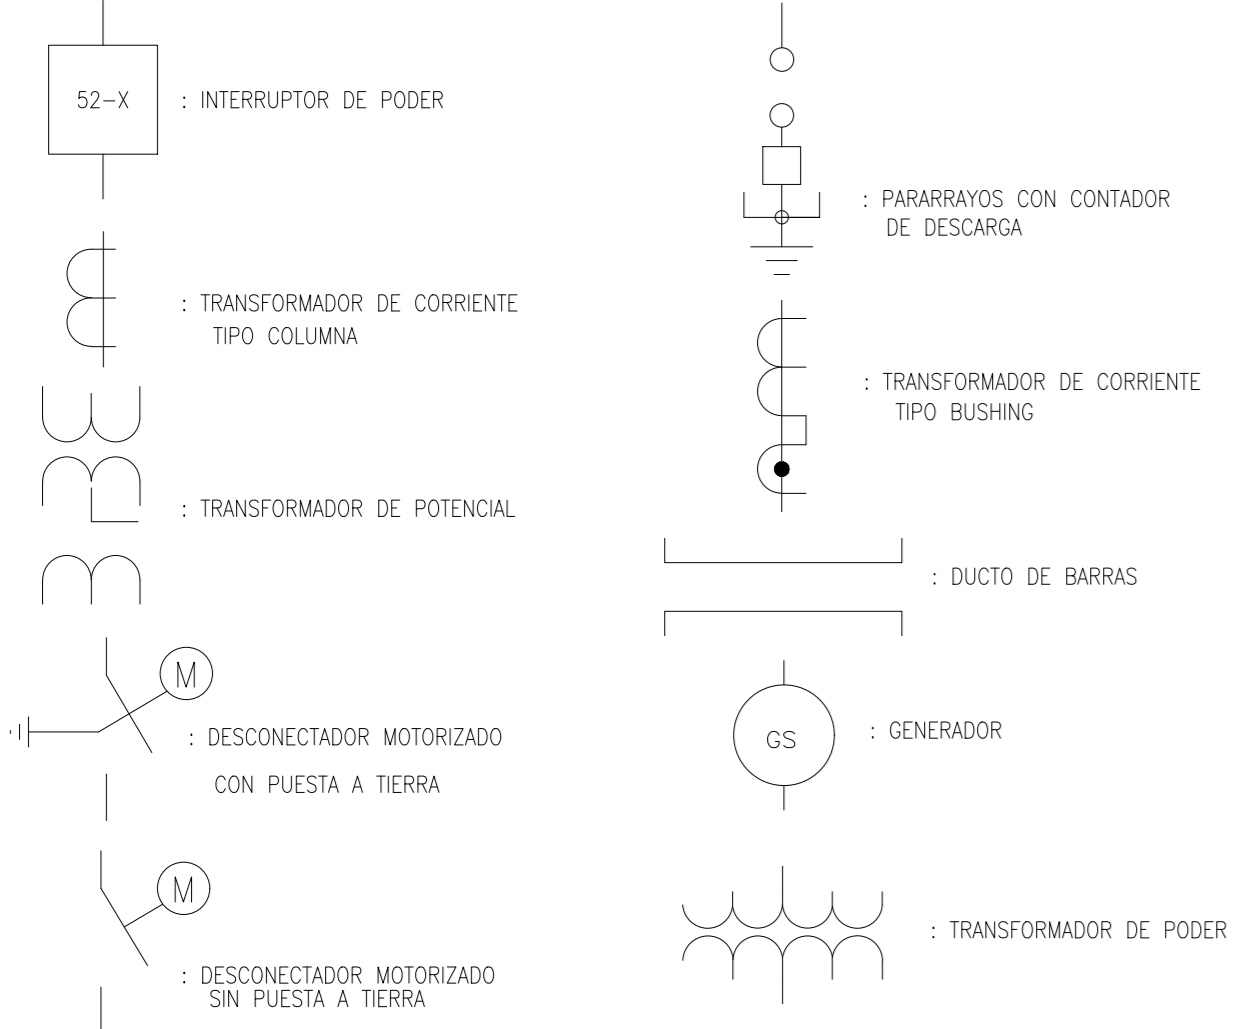 52-X
: INTERRUPTOR DE PODER
: TRANSFORMADOR DE CORRIENTE
TIPO COLUMNA
: TRANSFORMADOR DE POTENCIAL
M
: DESCONECTADOR MOTORIZADO
CON PUESTA A TIERRA
M
: DESCONECTADOR MOTORIZADO
SIN PUESTA A TIERRA
: PARARRAYOS CON CONTADOR
DE DESCARGA
: TRANSFORMADOR DE CORRIENTE
TIPO BUSHING
: DUCTO DE BARRAS
GS
: GENERADOR
: TRANSFORMADOR DE PODER